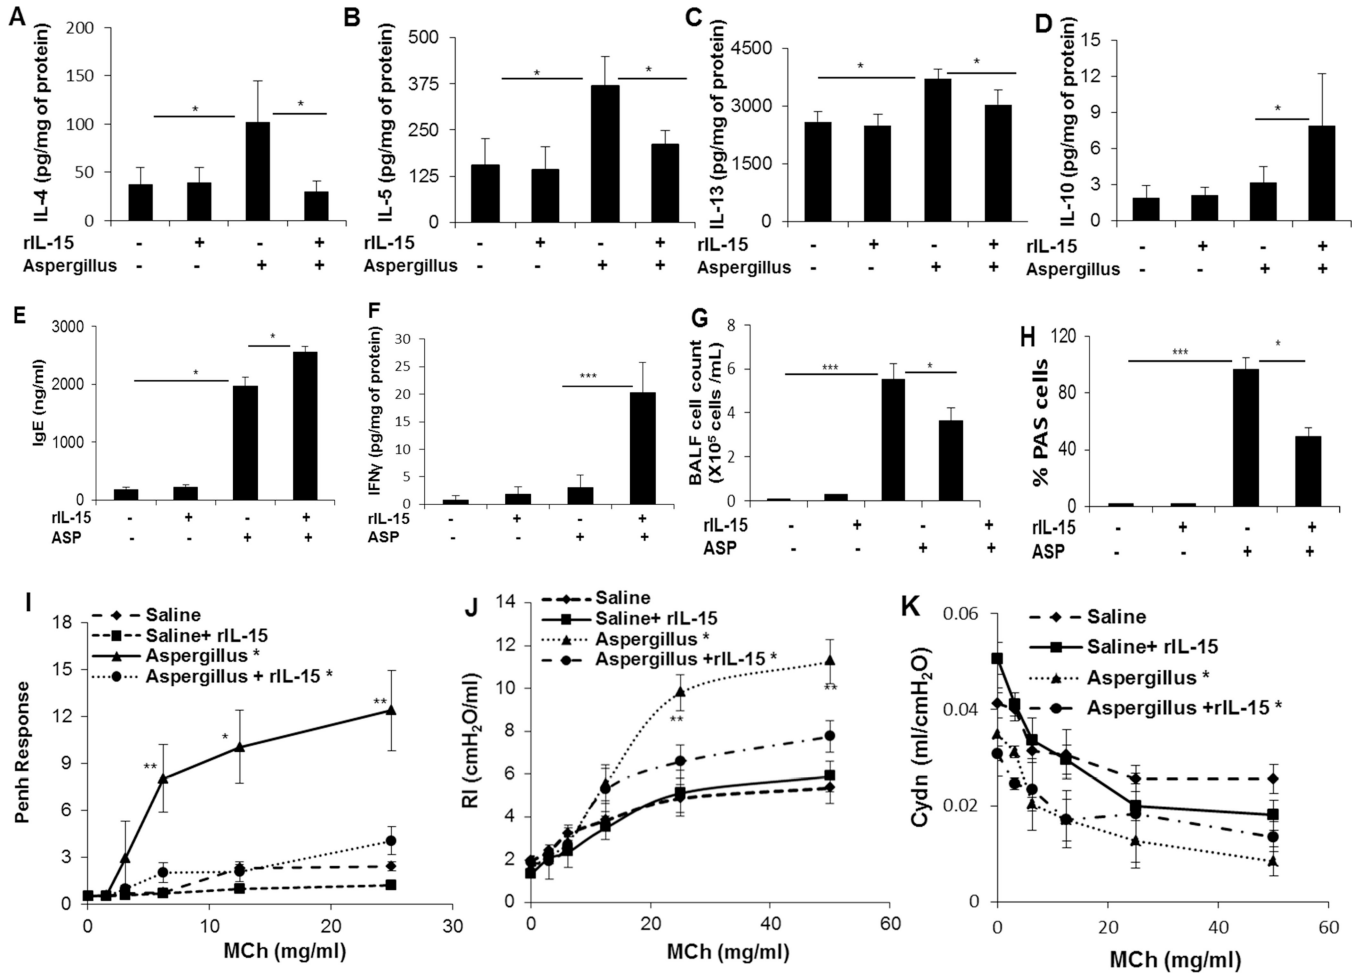 A
IL-4 (pg/mg of protein)
200
150
100
50
0
*
*
rIL-15 - + - +
Aspergillus - - + +
B
IL-5 (pg/mg of protein)
500
375
250
125
0
*
*
- + - +
- - + +
C
IL-13 (pg/mg of protein)
4500
3000
1500
0
*
*
rIL-15 - + - +
- - + +
D
IL-10 (pg/mg of protein)
15
12
9
6
3
0
*
rIL-15 - + - +
Aspergillus - - + +
E
IgE (ng/ml)
3000
2000
1000
0
*
*
rIL-15 - + - +
ASP - - + +
F
IFNγ (pg/mg of protein)
30
25
20
15
10
5
0
***
rIL-15 - + - +
ASP - - + +
G
BALF cell count
(X10⁵ cells /mL)
8
6
4
2
0
***
*
rIL-15 - + - +
ASP - - + +
H
% PAS cells
120
80
40
0
***
*
rIL-15 - + - +
ASP - - + +
I
Saline
Saline+ rIL-15
Aspergillus *
Aspergillus + rIL-15 *
Penh Response
18
15
12
9
6
3
0
**
*
**
0 10 20 30
MCh (mg/ml)
J
Saline
Saline+ rIL-15
Aspergillus *
Aspergillus +rIL-15 *
RI (cmH₂O/ml)
14
12
10
8
6
4
2
0
**
**
0 20 40 60
MCh (mg/ml)
K
Saline
Saline+ rIL-15
Aspergillus *
Aspergillus +rIL-15 *
Cydn (ml/cmH₂O)
0.06
0.04
0.02
0
0 20 40 60
MCh (mg/ml)